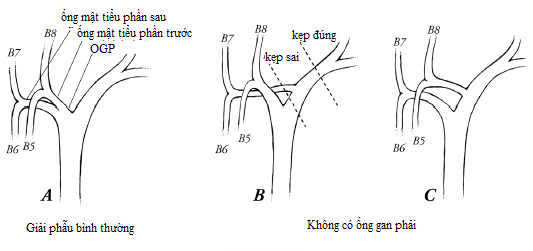 ống mật tiểu phần sau
B8 ống mật tiểu phần trước
OGP
B7
B6 B5
A
Giải phẫu bình thường
B8
kẹp đúng
B7
kẹp sai
B5
B6
B
B8
B7
B5
B6
C
Không có ống gan phải